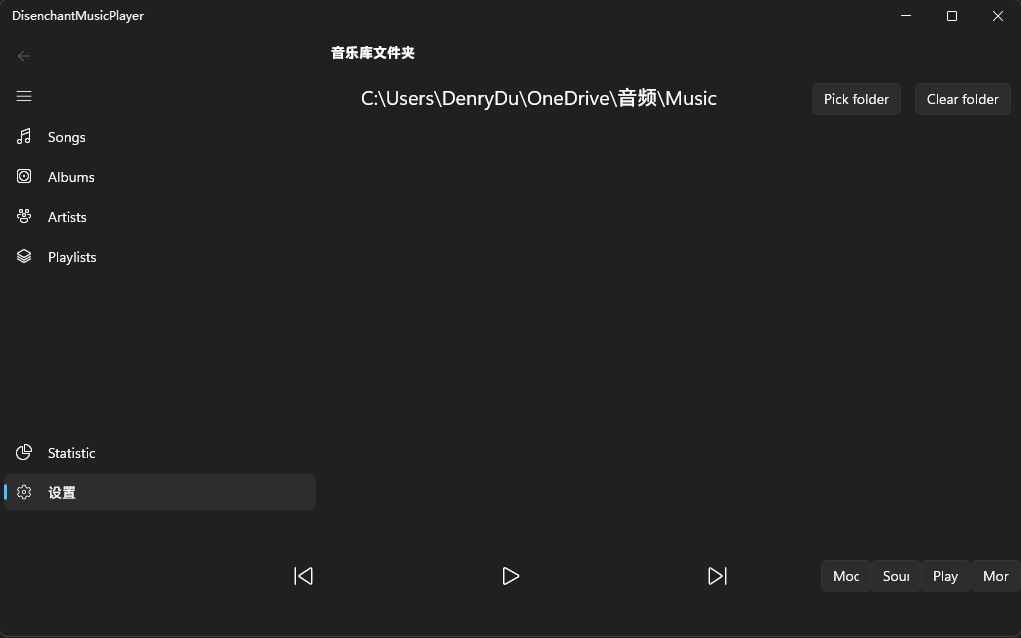 DisenchantMusicPlayer
音乐库文件夹
C:\Users\DenryDu\OneDrive\音频\Music
Pick folder
Clear folder
Songs
Albums
Artists
Playlists
Statistic
设置
Moc
Soui
Play
Mor